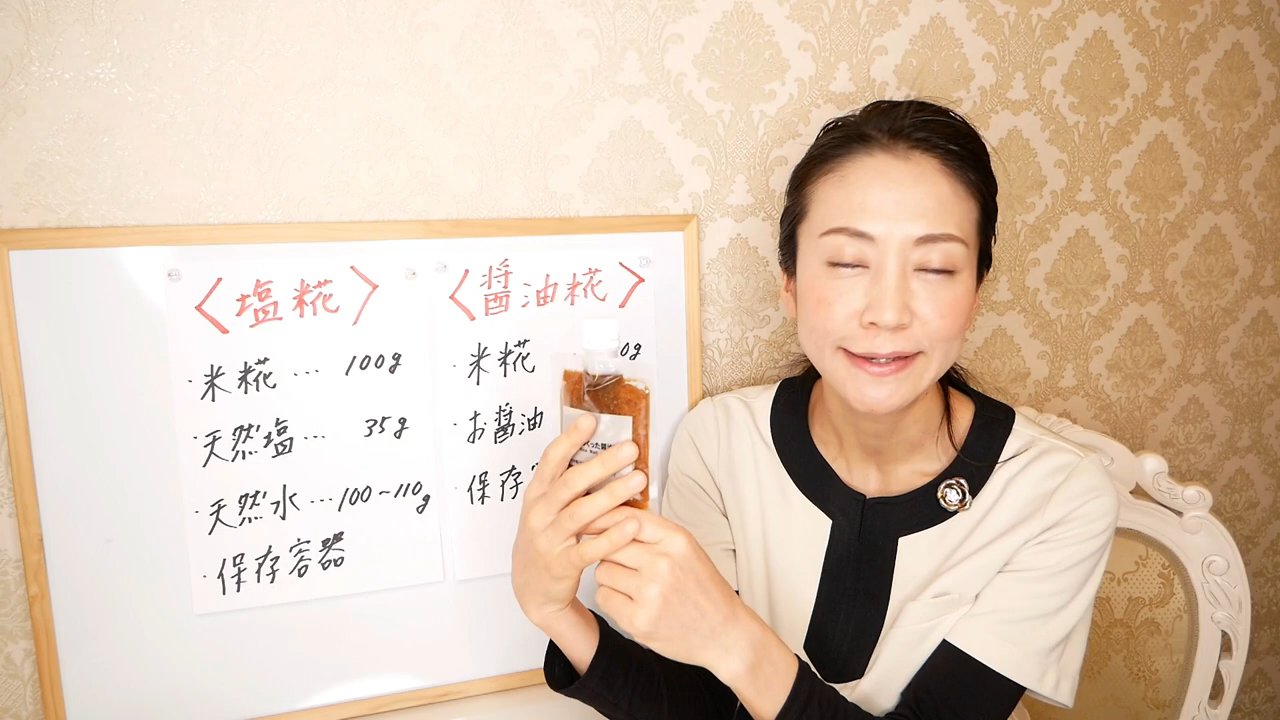 〈塩糀〉
・米糀… 100g
・天然塩… 35g
・天然水…100~110g
・保存容器
〈醤油糀〉
・米糀 0g
・お醤油
・保存